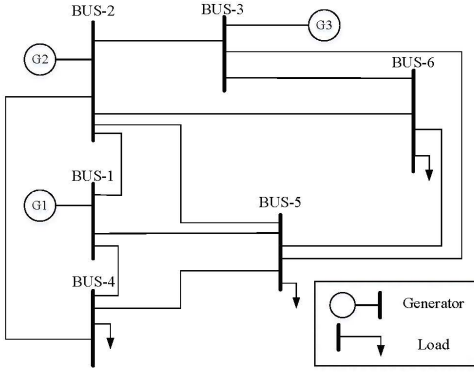 BUS-2
BUS-3
G3
G2
BUS-6
BUS-1
G1
BUS-5
BUS-4
Generator
Load